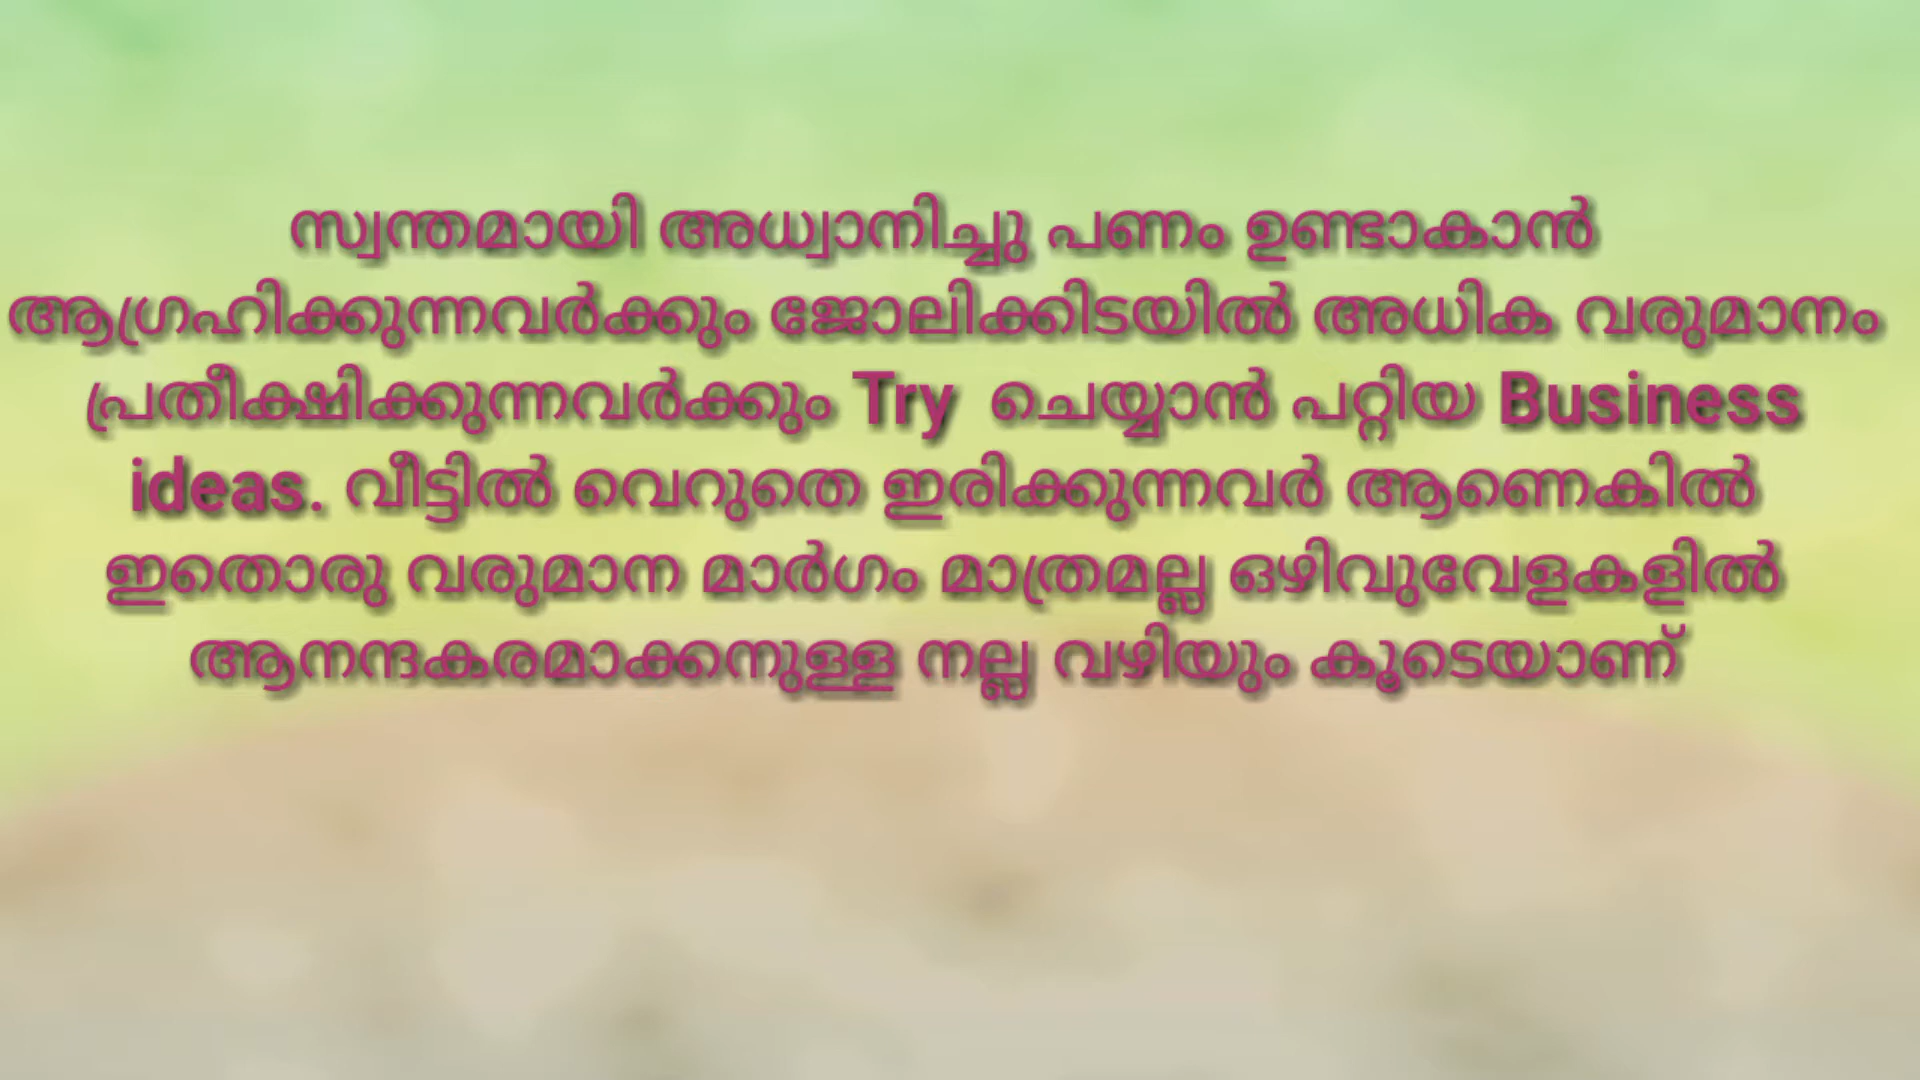 സ്വന്തമായി അധ്വാനിച്ചു പണം ഉണ്ടാകാൻ
ആഗ്രഹിക്കുന്നവർക്കും ജോലിക്കിടയിൽ അധിക വരുമാനം
പ്രതീക്ഷിക്കുന്നവർക്കും Try ചെയ്യാൻ പറ്റിയ Business
ideas. വീട്ടിൽ വെറുതെ ഇരിക്കുന്നവർ ആണെകിൽ
ഇതൊരു വരുമാന മാർഗം മാത്രമല്ല ഒഴിവുവേളകളിൽ
ആനന്ദകരമാക്കനുള്ള നല്ല വഴിയും കൂടെയാണ്